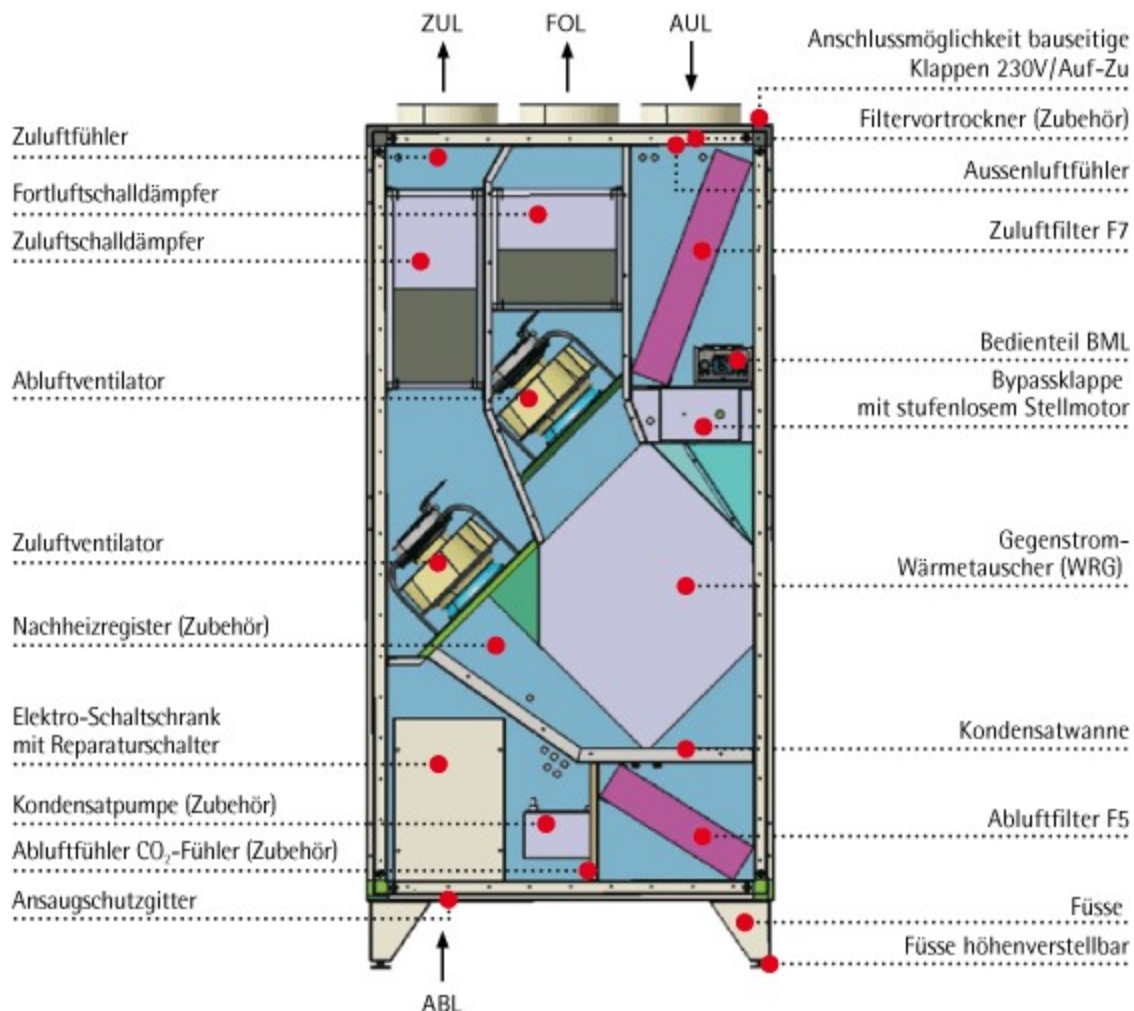 ZUL
FOL
AUL
Anschlussmöglichkeit bauseitige
Klappen 230V/Auf-Zu
Filtervortrockner (Zubehör)
Aussenluftfühler
Zuluftfilter F7
Bedienteil BML
Bypassklappe
mit stufenlosem Stellmotor
Gegenstrom-
Wärmetauscher (WRG)
Kondensatwanne
Abluftfilter F5
Füsse
Füsse höhenverstellbar
Zuluftfühler
Fortluftschalldämpfer
Zuluftschalldämpfer
Abluftventilator
Zuluftventilator
Nachheizregister (Zubehör)
Elektro-Schaltschrank
mit Reparaturschalter
Kondensatpumpe (Zubehör)
Abluftfühler CO₂-Fühler (Zubehör)
Ansaugschutzgitter
ABL